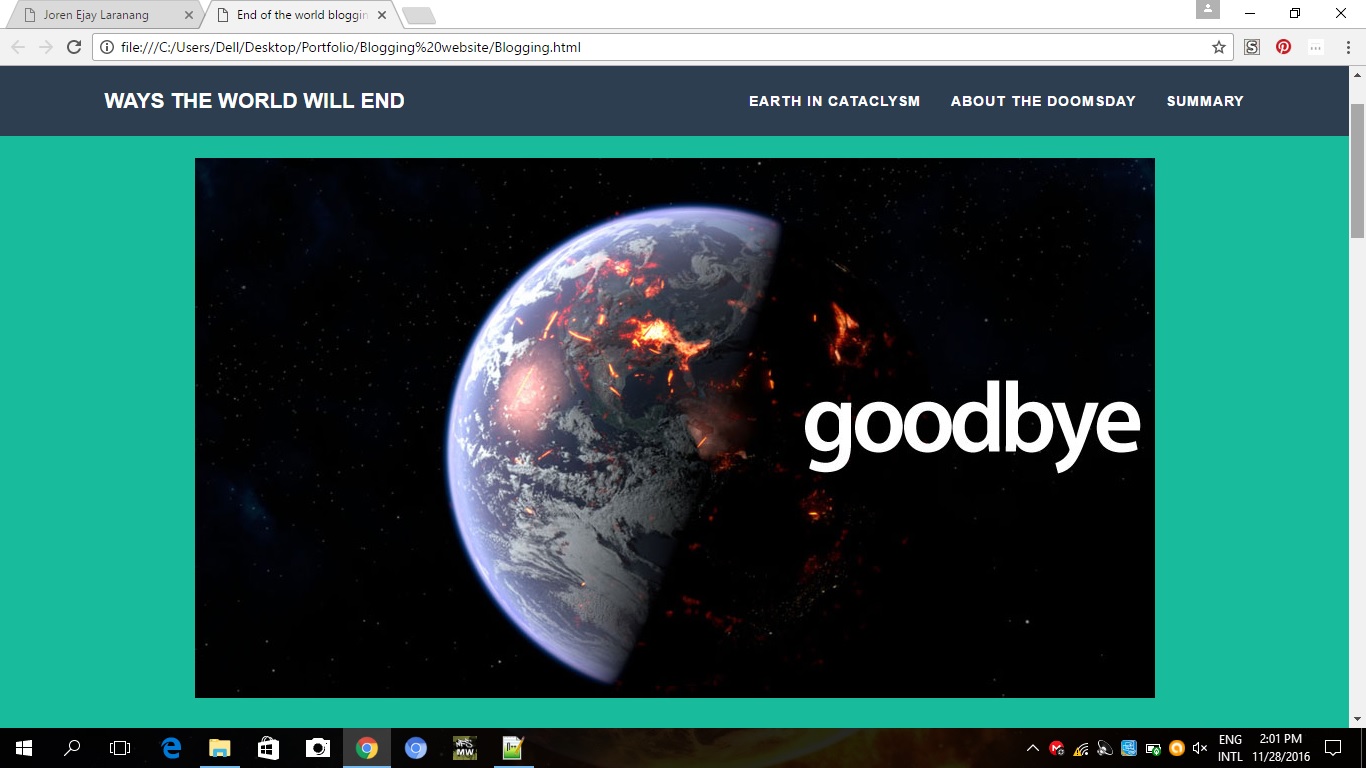 Joren Ejay Laranang
End of the world bloggin
file:///C:/Users/Dell/Desktop/Portfolio/Blogging%20website/Blogging.html
WAYS THE WORLD WILL END
EARTH IN CATACLYSM ABOUT THE DOOMSDAY SUMMARY
goodbye
ENG 2:01 PM
INTL 11/28/2016